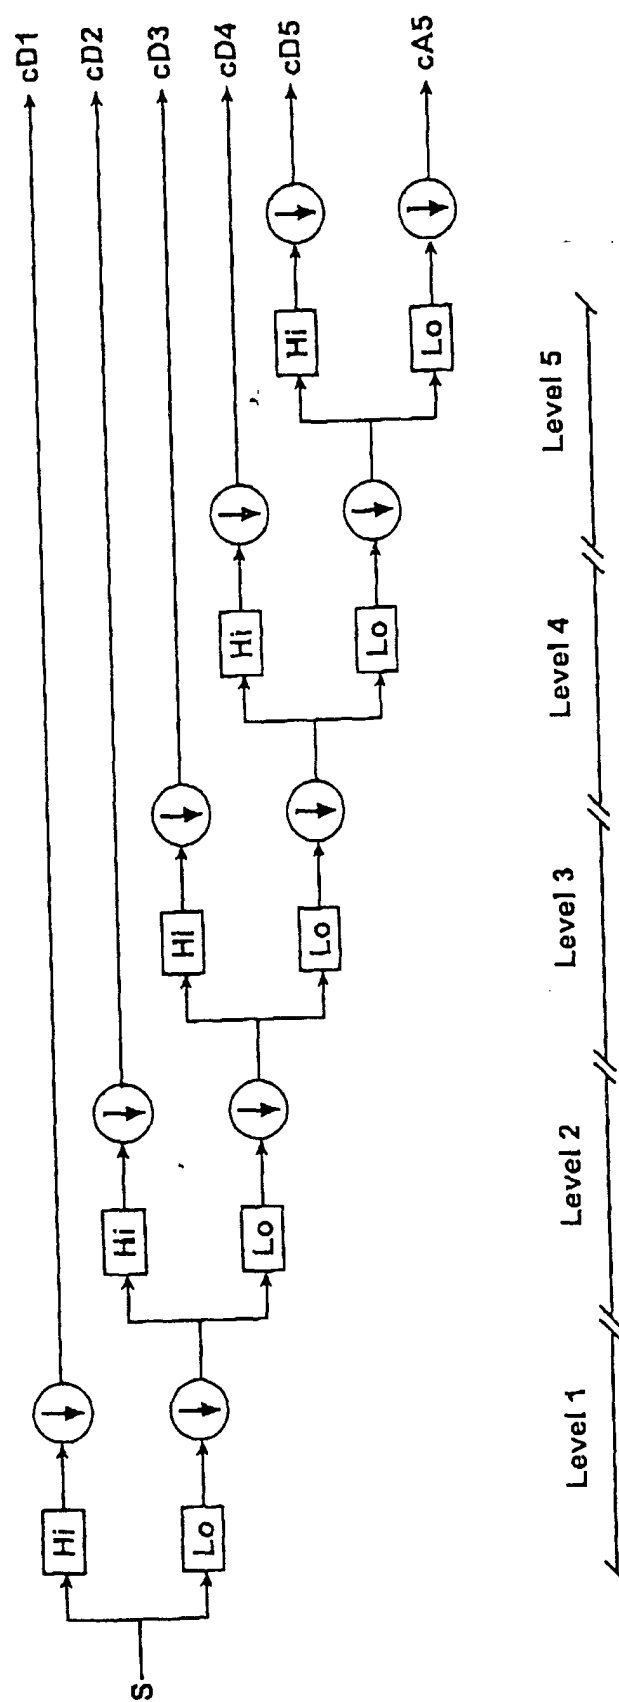 S
Hi
Lo
Hi
Lo
Hi
Lo
Hi
Lo
Hi
Lo
cD1
cD2
cD3
cD4
cD5
cA5
Level 1
Level 2
Level 3
Level 4
Level 5